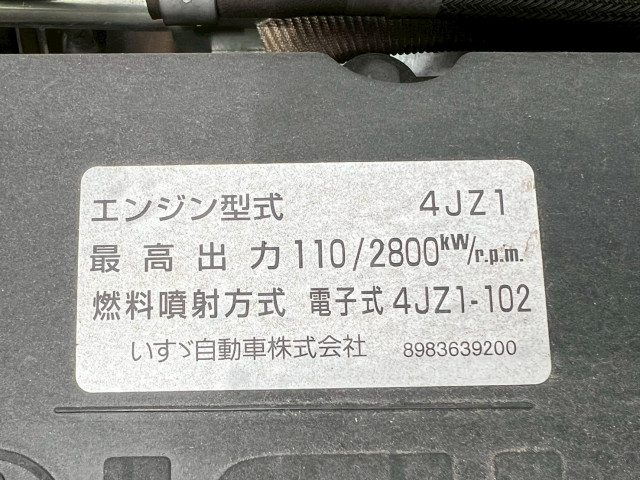 エンジン型式 4JZ1
最高出力 110/2800kW/r.p.m.
燃料噴射方式 電子式 4JZ1-102
いすゞ自動車株式会社 8983639200